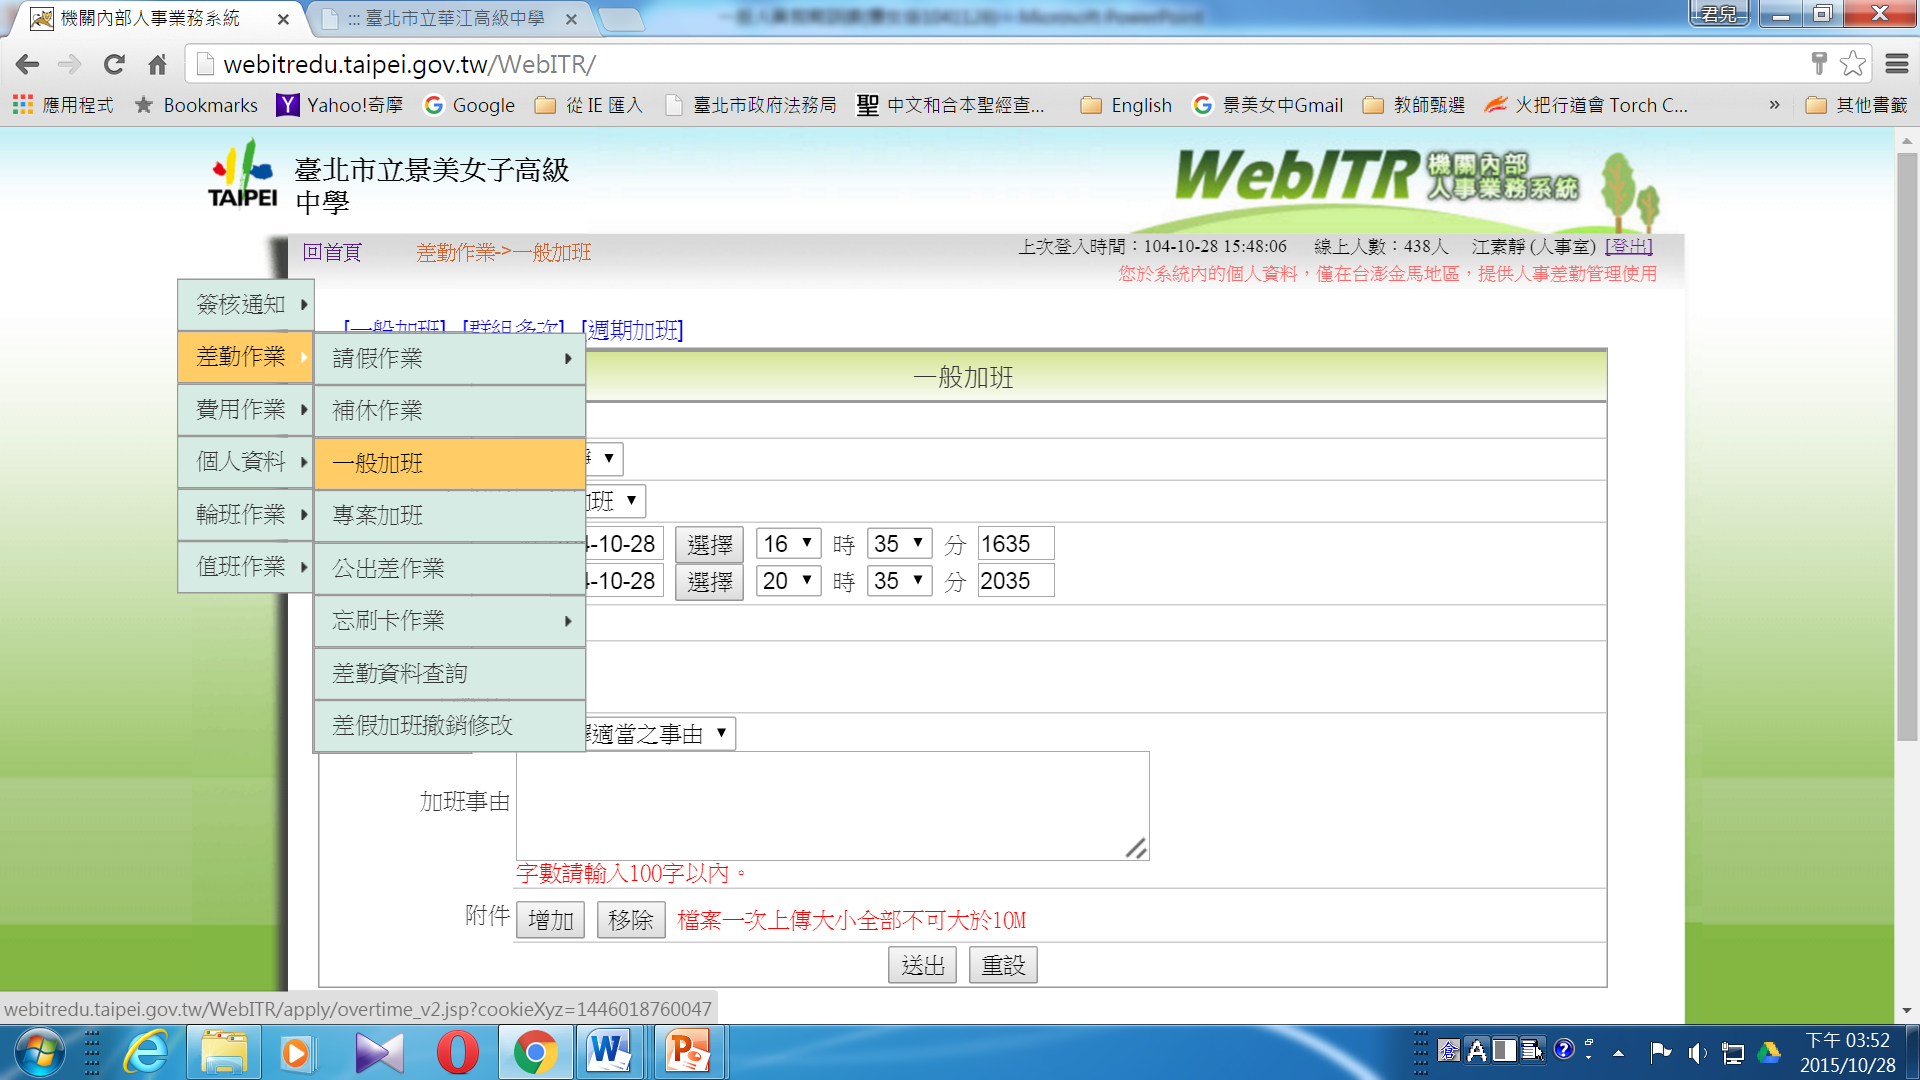 機關內部人事業務系統
::: 臺北市立華江高級中學
君兒
webitredu.taipei.gov.tw/WebITR/
應用程式
Bookmarks
Yahoo!奇摩
Google
從 IE 匯入
臺北市政府法務局
聖 中文和合本聖經查...
English
景美女中Gmail
教師甄選
火把行道會 Torch C...
»
其他書籤
TAIPEI
臺北市立景美女子高級
中學
WebITR 機關內部
人事業務系統
回首頁
差勤作業->一般加班
上次登入時間：104-10-28 15:48:06 線上人數：438人 江素靜 (人事室) [登出]
您於系統內的個人資料，僅在台澎金馬地區，提供人事差勤管理使用
簽核通知
差勤作業
費用作業
個人資料
輪班作業
值班作業
[一般加班] [群組多次] [週期加班]
請假作業
補休作業
一般加班
專案加班
公出差作業
忘刷卡作業
差勤資料查詢
差假加班撤銷修改
一般加班
加班
4-10-28 選擇 16 時 35 分 1635
4-10-28 選擇 20 時 35 分 2035
擇適當之事由
加班事由
字數請輸入100字以內。
附件 增加 移除 檔案一次上傳大小全部不可大於10M
送出 重設
webitredu.taipei.gov.tw/WebITR/apply/overtime_v2.jsp?cookieXyz=1446018760047
倉 A
下午 03:52
2015/10/28